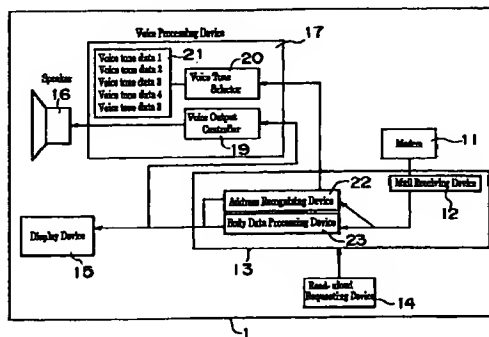 Voice Processing Device
17
21
20
Voice tone data 1
Voice tone data 2
Voice tone data 3
Voice tone data 4
Voice tone data 8
Voice Tone
Selector
Speaker
16
Voice Output
Controller
19
Modem
11
22
Mail Receiving Device
12
Address Recognizing Device
Body Data Processing Device
23
Display Device
15
13
Read-aloud
Requesting Device
14
1